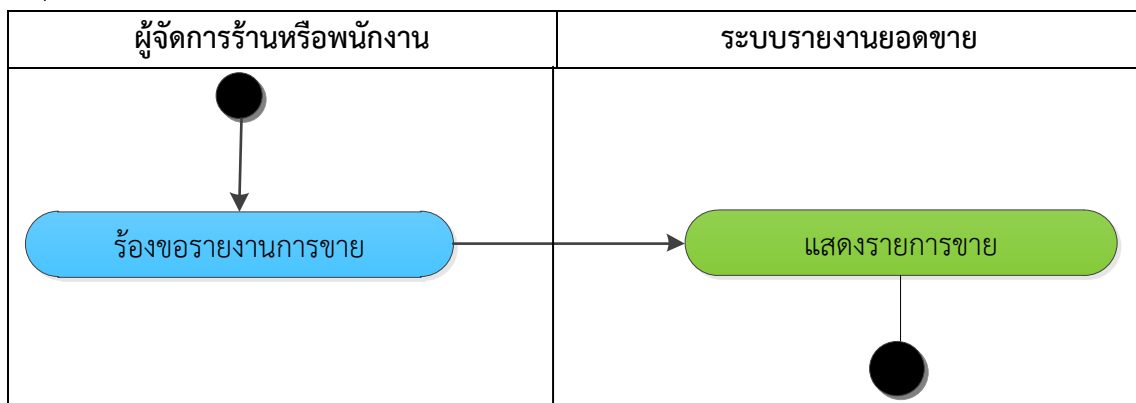 ผู้จัดการร้านหรือพนักงาน
ระบบรายงานยอดขาย
ร้องขอรายงานการขาย
แสดงรายการขาย